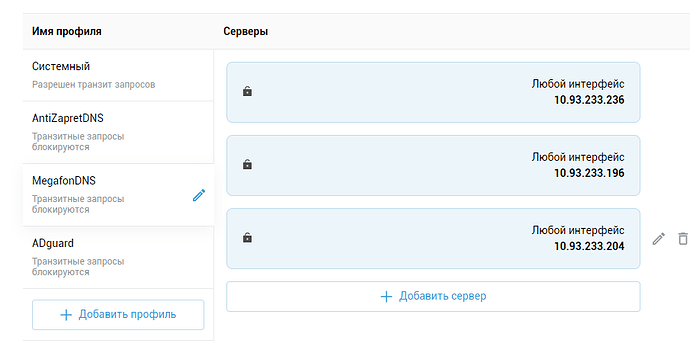 Имя профиля
Серверы
Системный
Разрешен транзит запросов
AntiZapretDNS
Транзитные запросы
блокируются
MegafonDNS
Транзитные запросы
блокируются
ADguard
Транзитные запросы
блокируются
Добавить профиль
Любой интерфейс
10.93.233.236
Любой интерфейс
10.93.233.196
Любой интерфейс
10.93.233.204
Добавить сервер